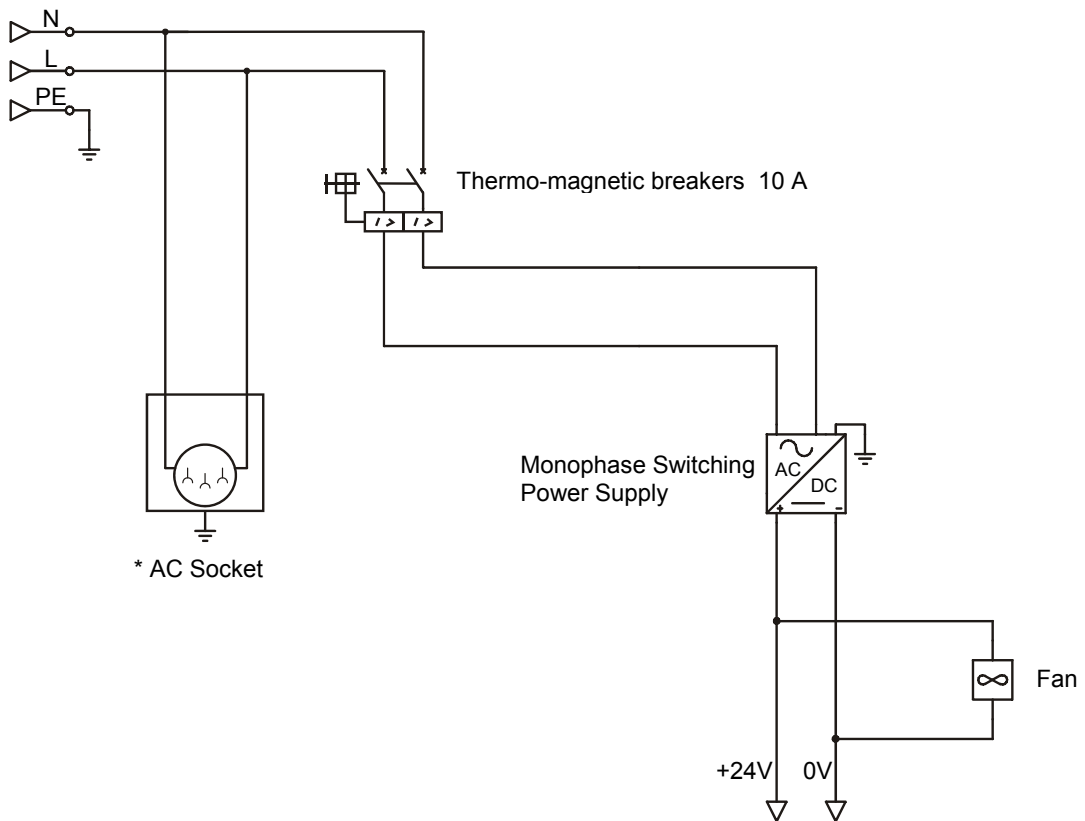 N
L
PE
Thermo-magnetic breakers 10 A
Monophase Switching
Power Supply
AC
DC
+
-
* AC Socket
Fan
+24V
0V